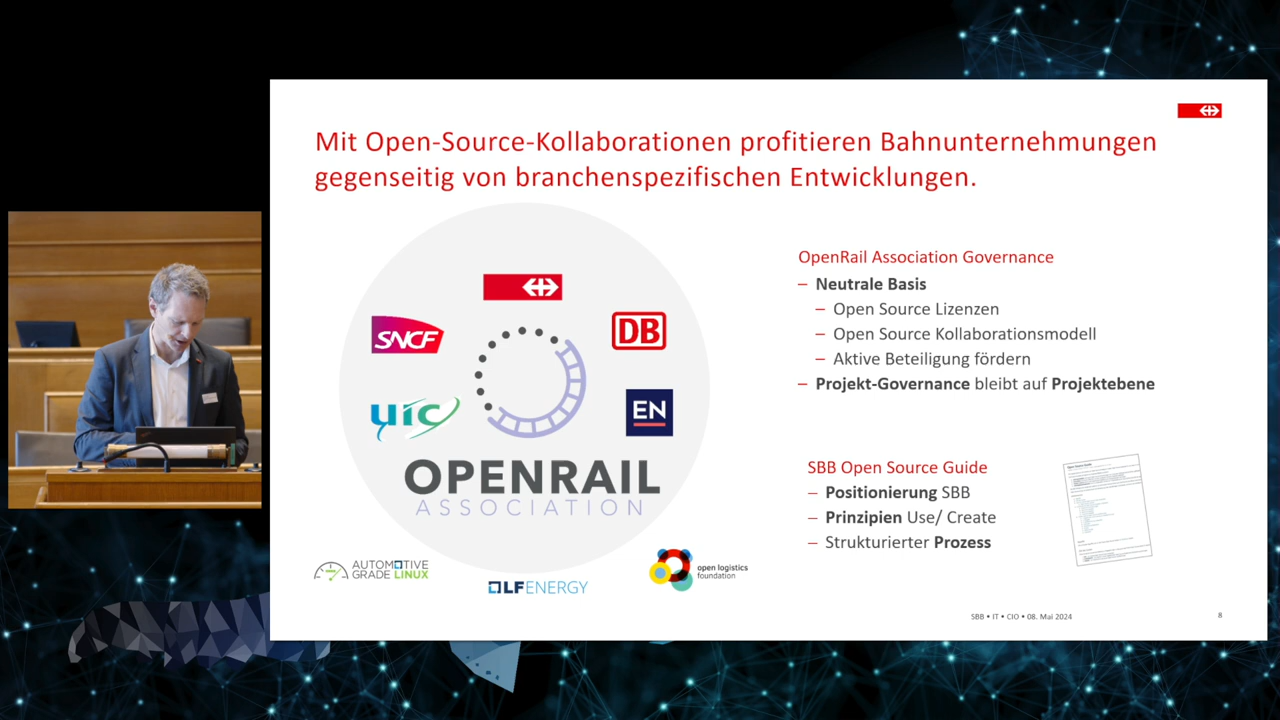 Mit Open-Source-Kollaborationen profitieren Bahnunternehmungen
gegenseitig von branchenspezifischen Entwicklungen.
SNCF
DB
uic
EN
OPENRAIL
ASSOCIATION
AUTOMOTIVE
GRADE LINUX
LFENERGY
open logistics
foundation
OpenRail Association Governance
– Neutrale Basis
– Open Source Lizenzen
– Open Source Kollaborationsmodell
– Aktive Beteiligung fördern
– Projekt-Governance bleibt auf Projektebene
SBB Open Source Guide
– Positionierung SBB
– Prinzipien Use/ Create
– Strukturierter Prozess
SBB • IT • CIO • 08. Mai 2024
8